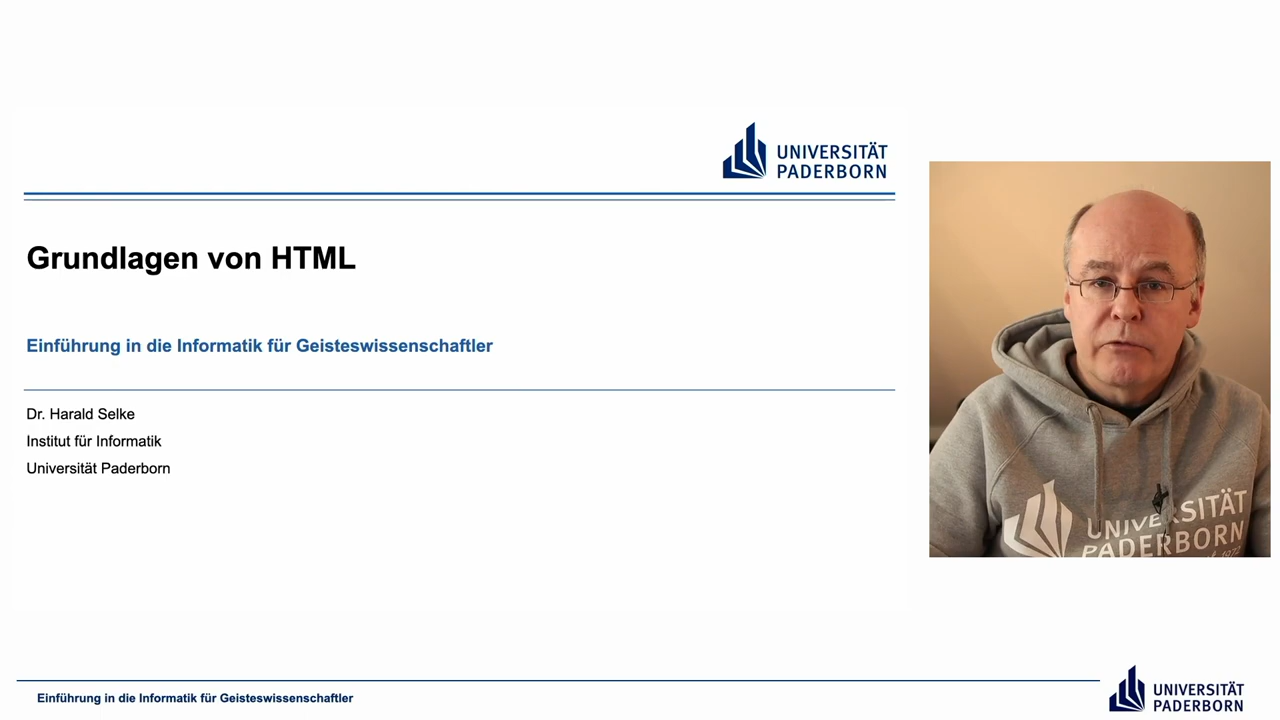 UNIVERSITÄT
PADERBORN
Grundlagen von HTML
Einführung in die Informatik für Geisteswissenschaftler
Dr. Harald Selke
Institut für Informatik
Universität Paderborn
UNIVERSITÄT
PADERBORN
Einführung in die Informatik für Geisteswissenschaftler
UNIVERSITÄT
PADERBORN